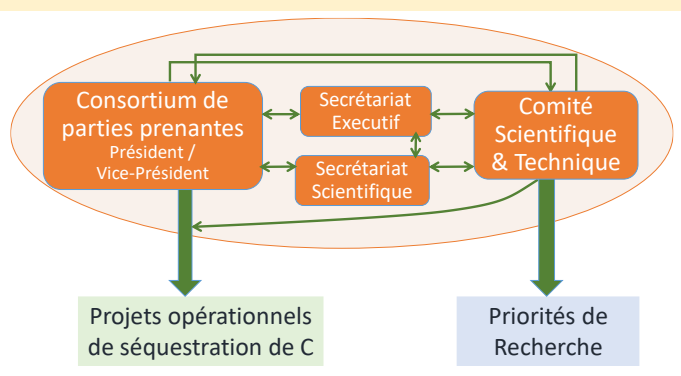 Consortium de
parties prenantes
Président /
Vice-Président
Secrétariat
Executif
Secrétariat
Scientifique
Comité
Scientifique
& Technique
Projets opérationnels
de séquestration de C
Priorités de
Recherche